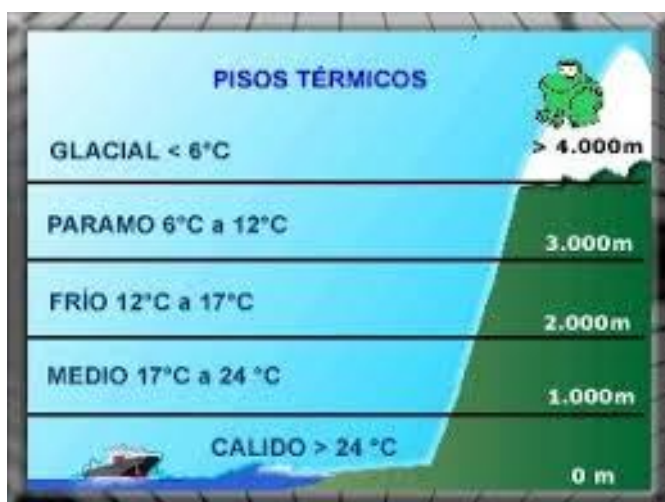 PISOS TÉRMICOS
GLACIAL < 6°C
> 4.000m
PARAMO 6°C a 12°C
3.000m
FRÍO 12°C a 17°C
2.000m
MEDIO 17°C a 24 °C
1.000m
CALIDO > 24 °C
0 m